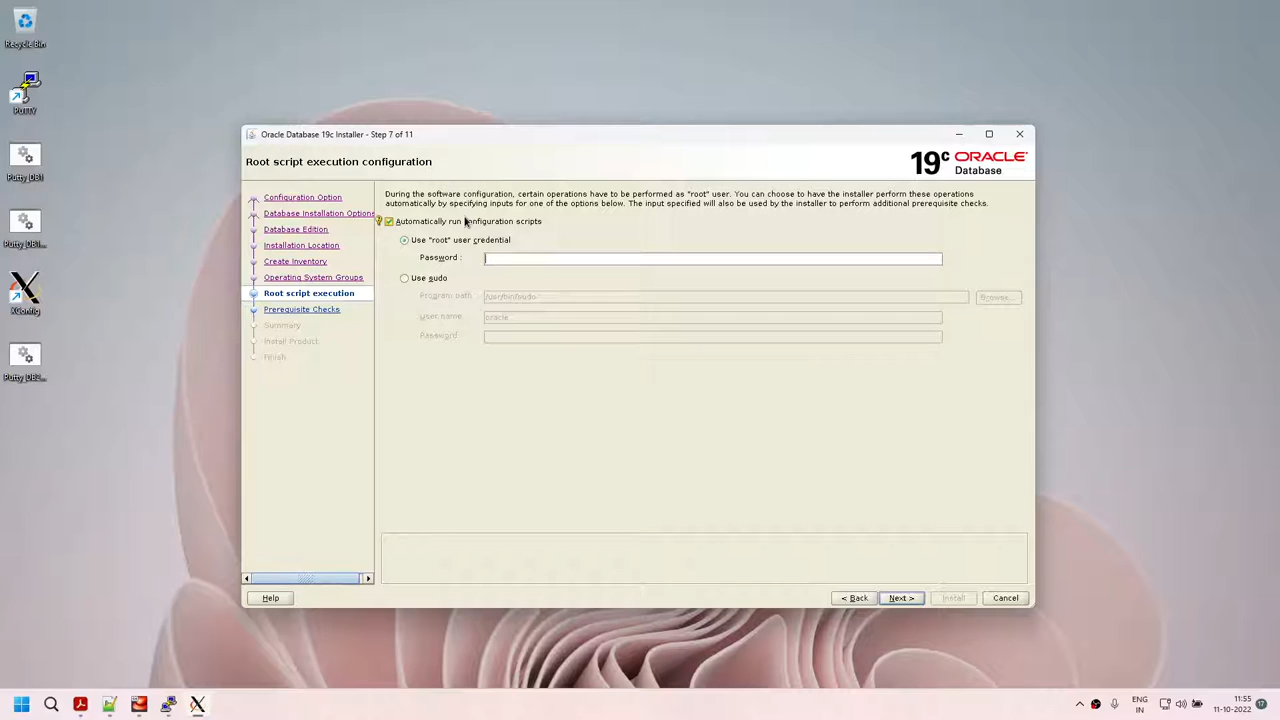 Recycle Bin
PuTTY
Putty_DB1
Putty_DB1...
XConfig
Putty_DB2...
Oracle Database 19c Installer - Step 7 of 11
Root script execution configuration
19c ORACLE
Database
Configuration Option
Database Installation Options
Database Edition
Installation Location
Create Inventory
Operating System Groups
Root script execution
Prerequisite Checks
Summary
Install Product
Finish
During the software configuration, certain operations have to be performed as "root" user. You can choose to have the installer perform these operations
automatically by specifying inputs for one of the options below. The input specified will also be used by the installer to perform additional prerequisite checks.
Automatically run configuration scripts
Use "root" user credential
Password :
Use sudo
Program path : /usr/bin/sudo Browse...
User name : oracle
Password :
Help
< Back
Next >
Install
Cancel
ENG
IN
11:55
11-10-2022
17